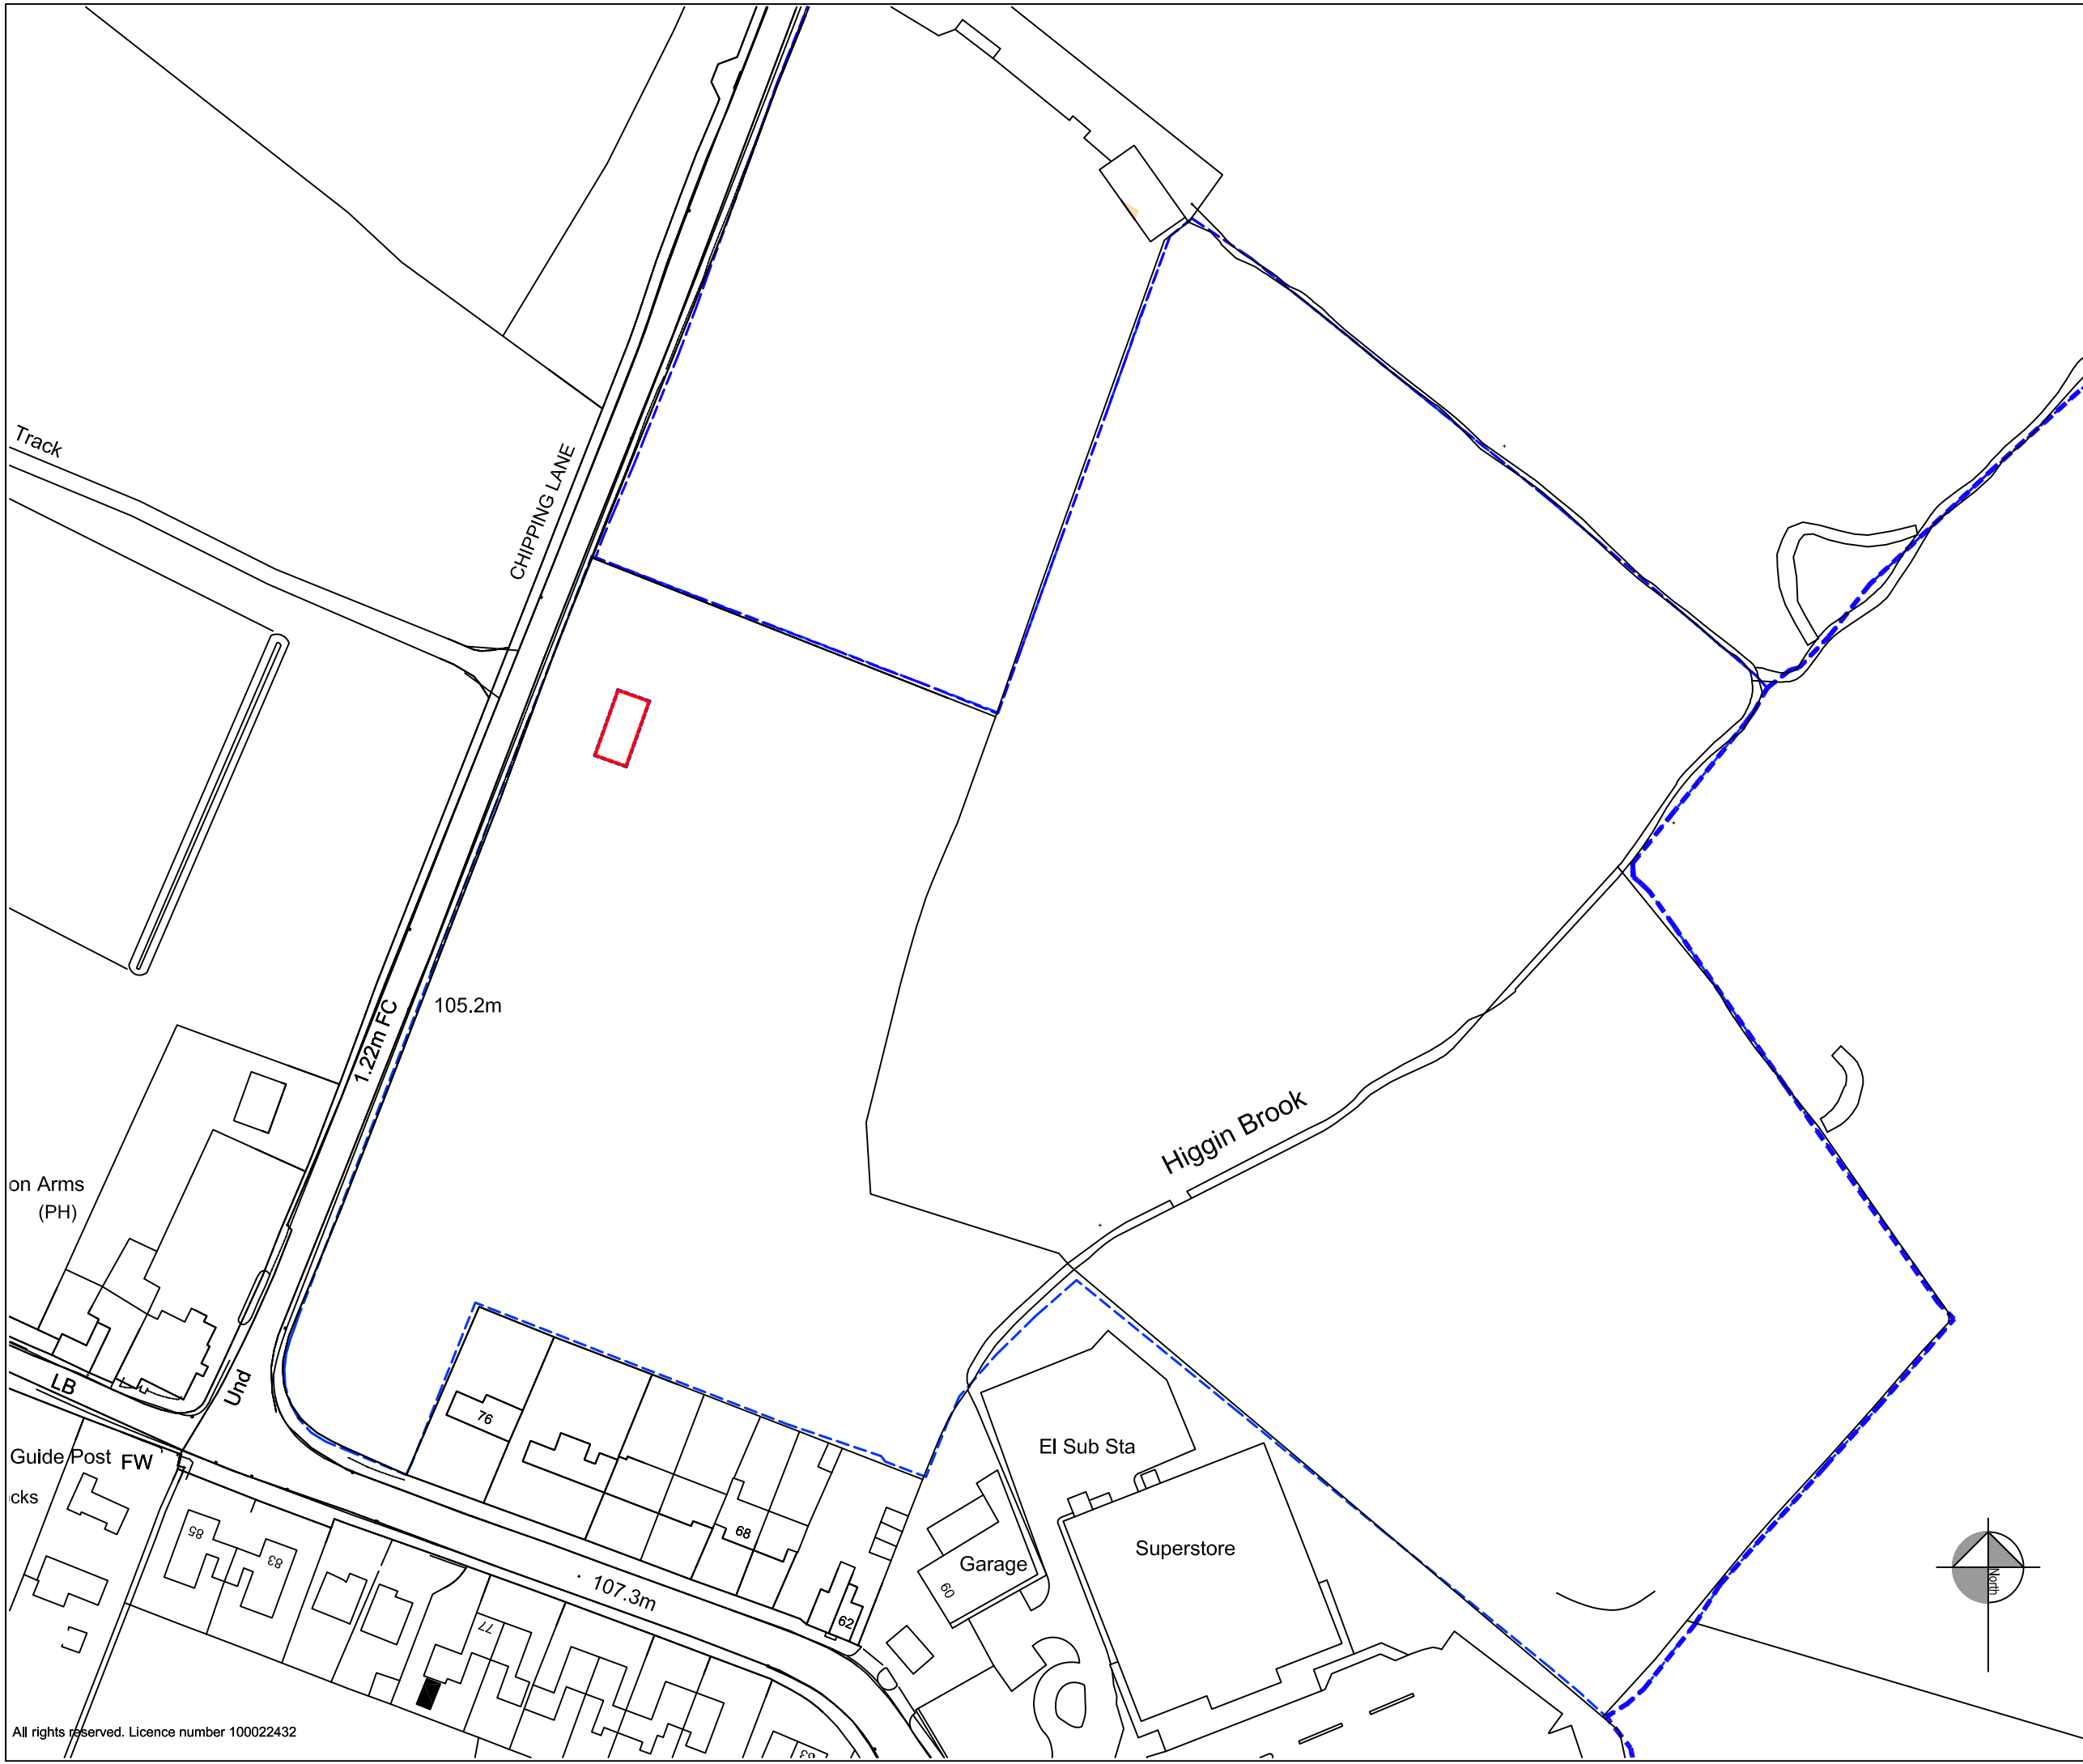 Track
CHIPPING LANE
1.22m FC
105.2m
Higgin Brook
on Arms
(PH)
LB
Und
Guide Post FW
cks
76
68
62
85
83
77
63
107.3m
60
Garage
El Sub Sta
Superstore
North
All rights reserved. Licence number 100022432